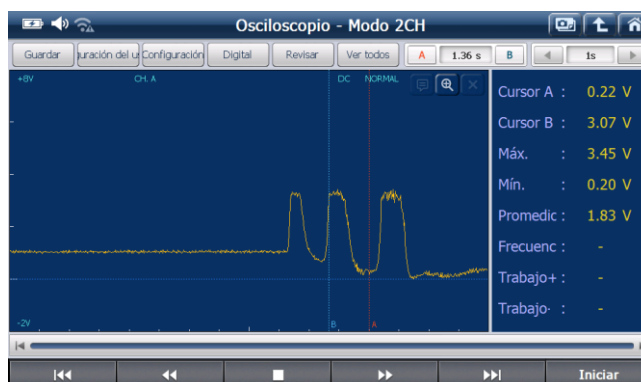 Osciloscopio - Modo 2CH
Guardar
uración del u
Configuración
Digital
Revisar
Ver todos
A
1.36 s
B
1s
+8V
CH. A
DC
NORMAL
-2V
B
A
Cursor A : 0.22 V
Cursor B : 3.07 V
Máx. : 3.45 V
Mín. : 0.20 V
Promedic : 1.83 V
Frecuenc : -
Trabajo+ : -
Trabajo- : -
Iniciar